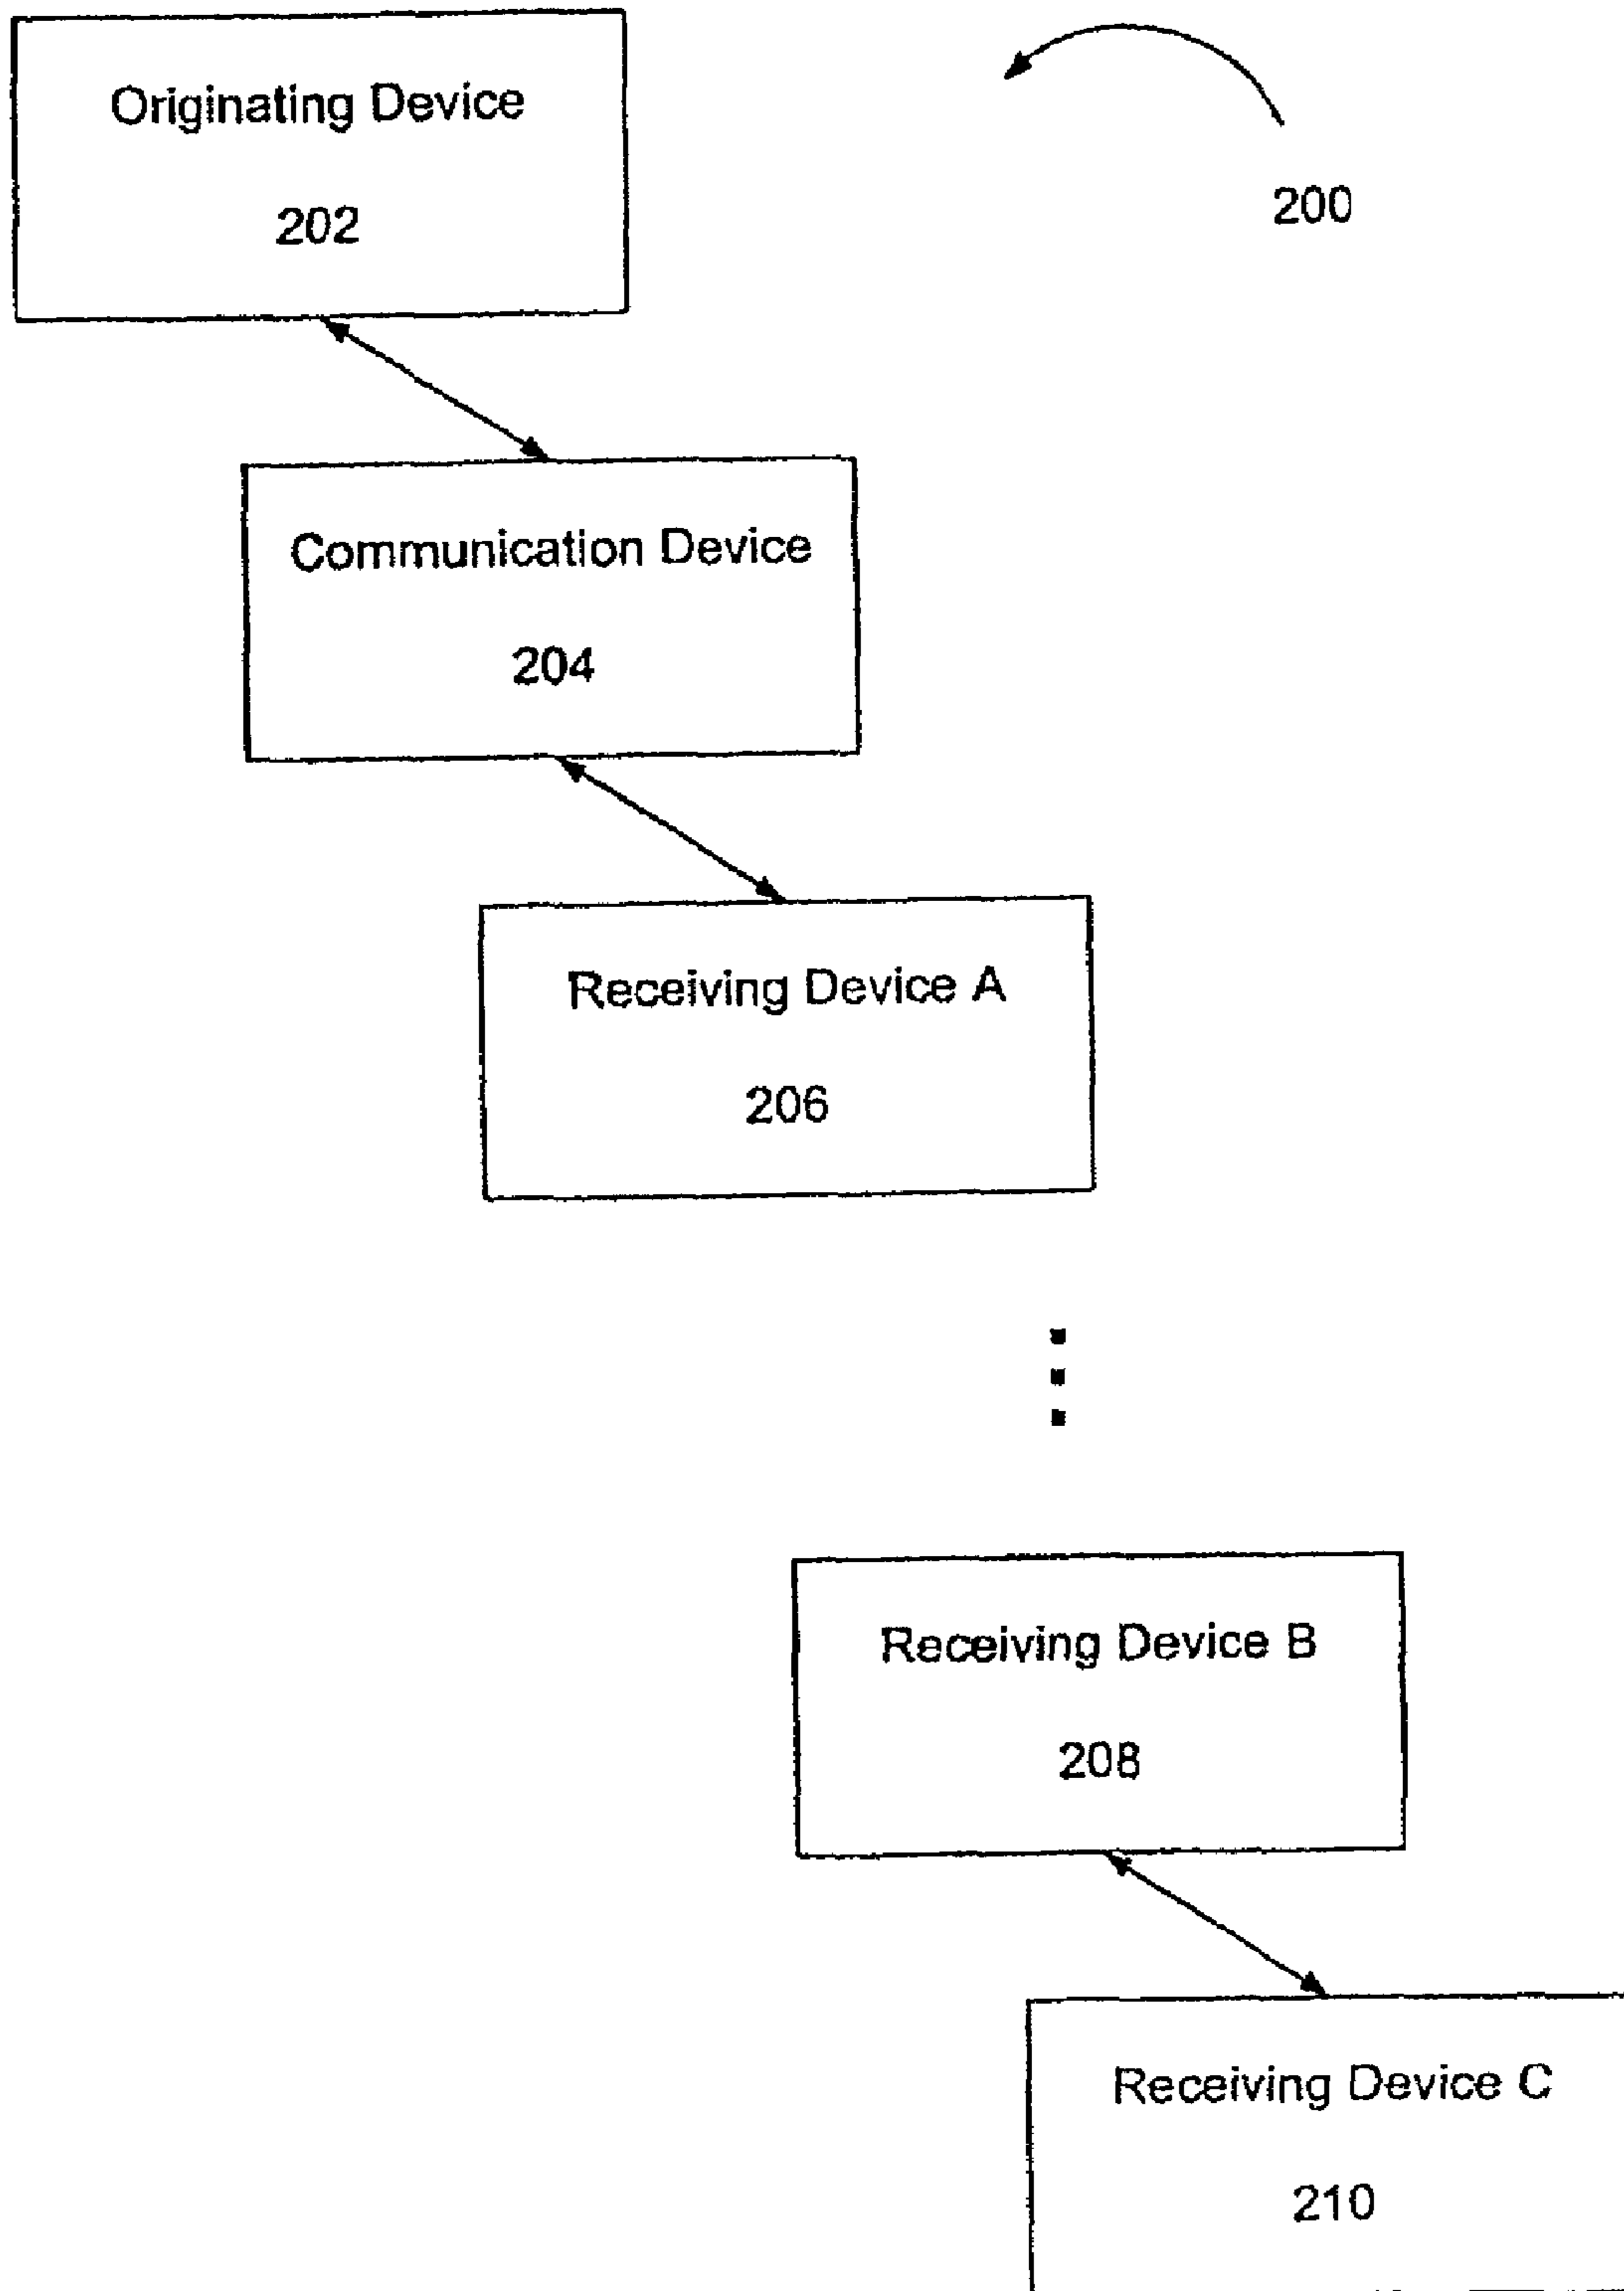 Originating Device
202
200
Communication Device
204
Receiving Device A
206
Receiving Device B
208
Receiving Device C
210